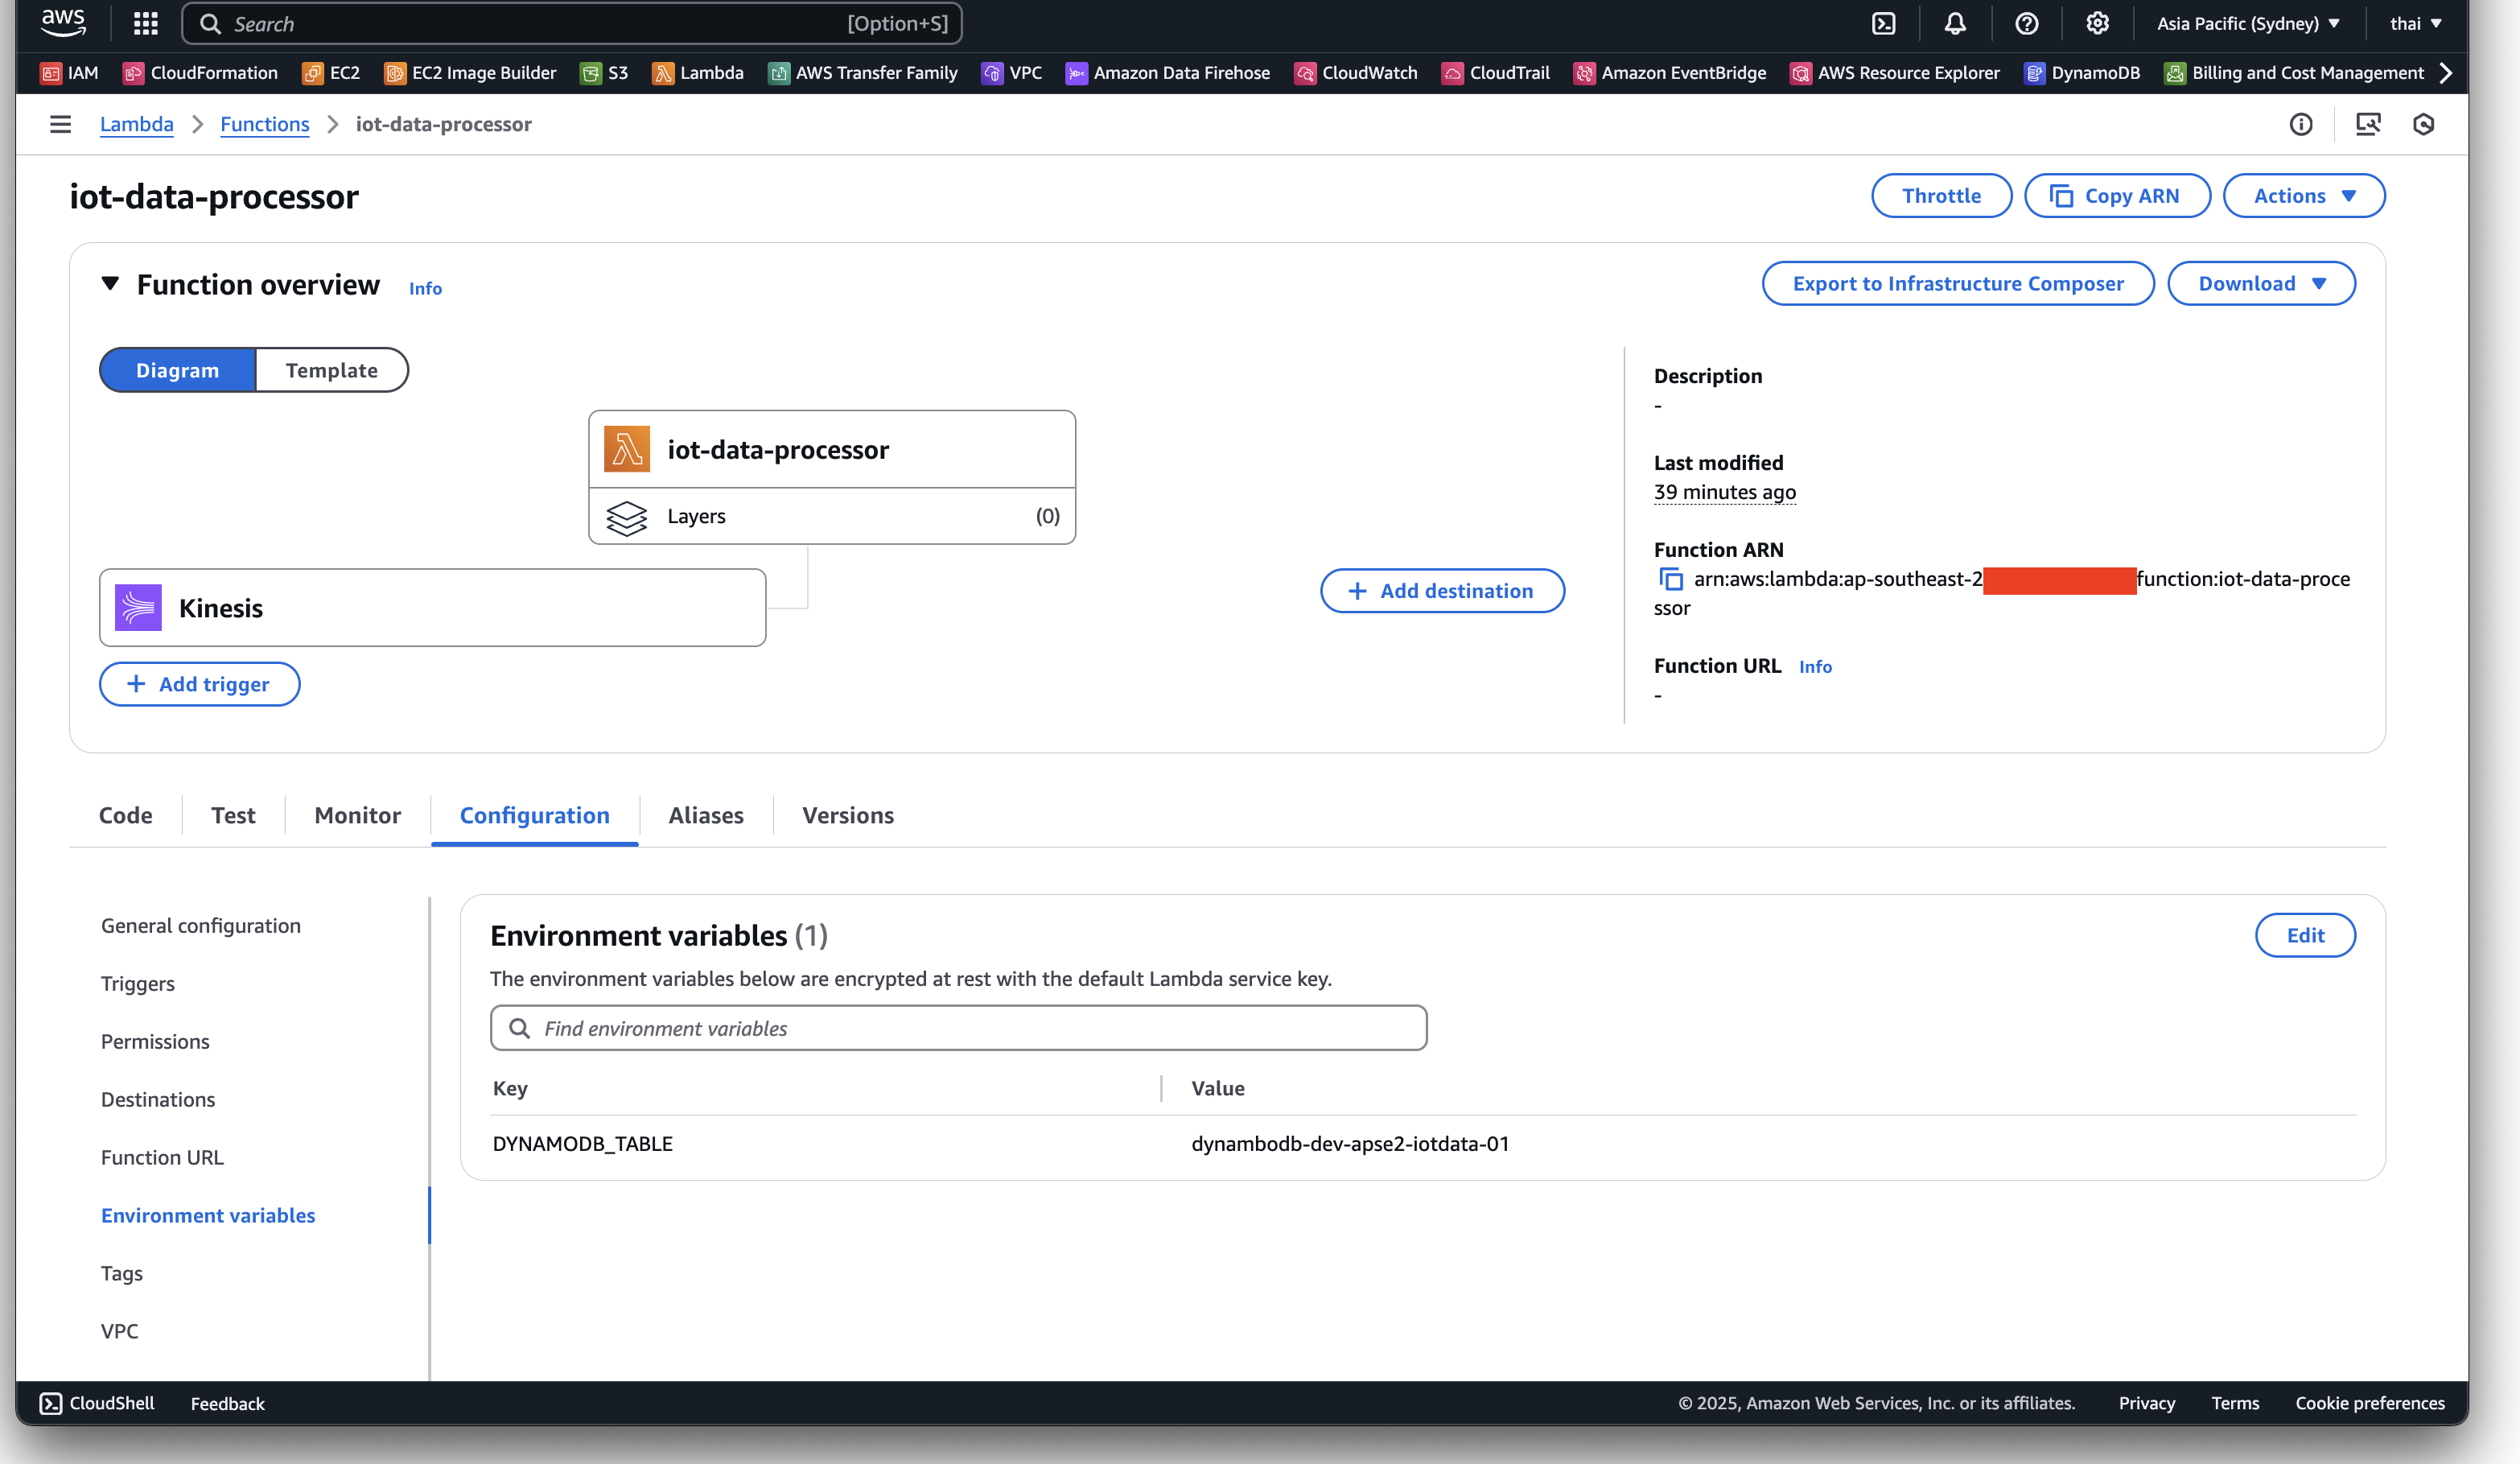 aws Search [Option+S] Asia Pacific (Sydney) thai
IAM CloudFormation EC2 EC2 Image Builder S3 Lambda AWS Transfer Family VPC Amazon Data Firehose CloudWatch CloudTrail Amazon EventBridge AWS Resource Explorer DynamoDB Billing and Cost Management
Lambda Functions iot-data-processor
iot-data-processor
Throttle Copy ARN Actions
Function overview Info
Export to Infrastructure Composer Download
Diagram Template
iot-data-processor
Layers (0)
Kinesis
Add trigger
Add destination
Description
-
Last modified
39 minutes ago
Function ARN
arn:aws:lambda:ap-southeast-2 function:iot-data-proce
ssor
Function URL Info
-
Code Test Monitor Configuration Aliases Versions
General configuration
Triggers
Permissions
Destinations
Function URL
Environment variables
Tags
VPC
Environment variables (1)
Edit
The environment variables below are encrypted at rest with the default Lambda service key.
Find environment variables
Key Value
DYNAMODB_TABLE dynambodb-dev-apse2-iotdata-01
CloudShell Feedback © 2025, Amazon Web Services, Inc. or its affiliates. Privacy Terms Cookie preferences